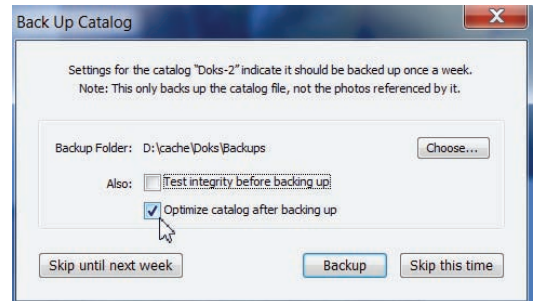 Back Up Catalog
Settings for the catalog "Doks-2" indicate it should be backed up once a week.
Note: This only backs up the catalog file, not the photos referenced by it.
Backup Folder: D:\cache\Doks\Backups Choose...
Also: Test integrity before backing up
Optimize catalog after backing up
Skip until next week Backup Skip this time